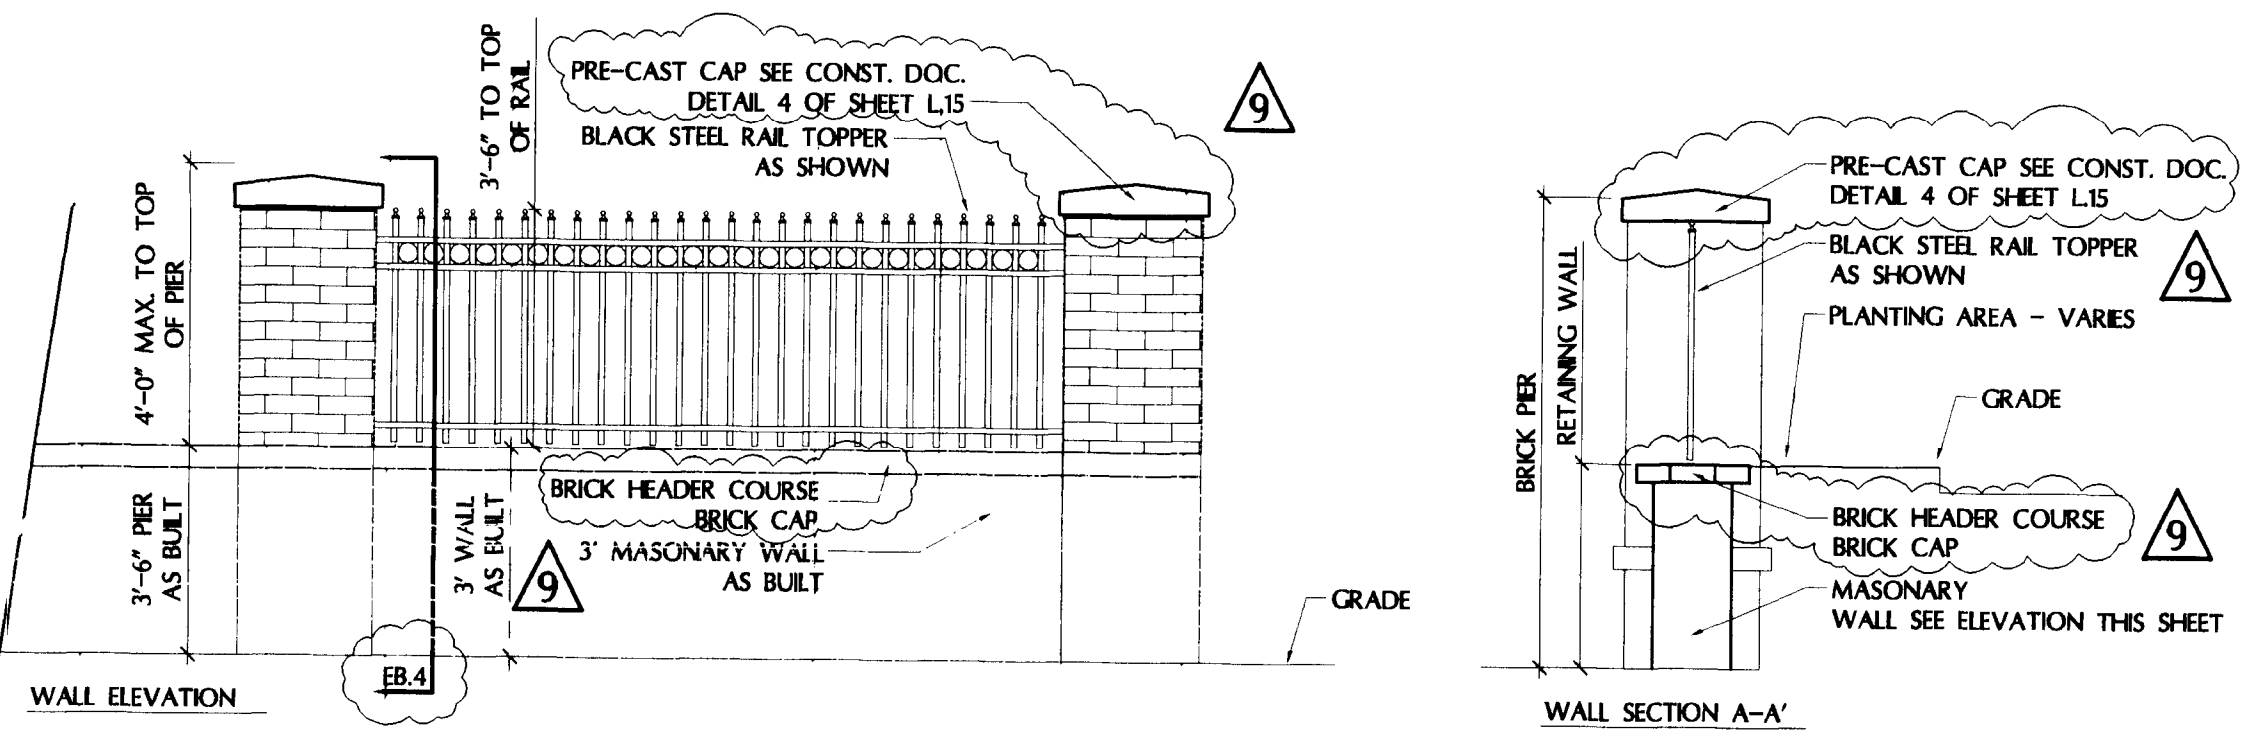 3'-6" TO TOP
OF RAIL
PRE-CAST CAP SEE CONST. DOC.
DETAIL 4 OF SHEET L,15
BLACK STEEL RAIL TOPPER
AS SHOWN
9
4'-0" MAX. TO TOP
OF PIER
3'-6" PIER
AS BUILT
3' WALL
AS BUILT
BRICK HEADER COURSE
BRICK CAP
3' MASONARY WALL
AS BUILT
9
GRADE
EB.4
WALL ELEVATION
PRE-CAST CAP SEE CONST. DOC.
DETAIL 4 OF SHEET L.15
BLACK STEEL RAIL TOPPER
AS SHOWN
9
PLANTING AREA - VARIES
GRADE
BRICK PIER
RETAINING WALL
BRICK HEADER COURSE
BRICK CAP
9
MASONARY
WALL SEE ELEVATION THIS SHEET
WALL SECTION A-A'